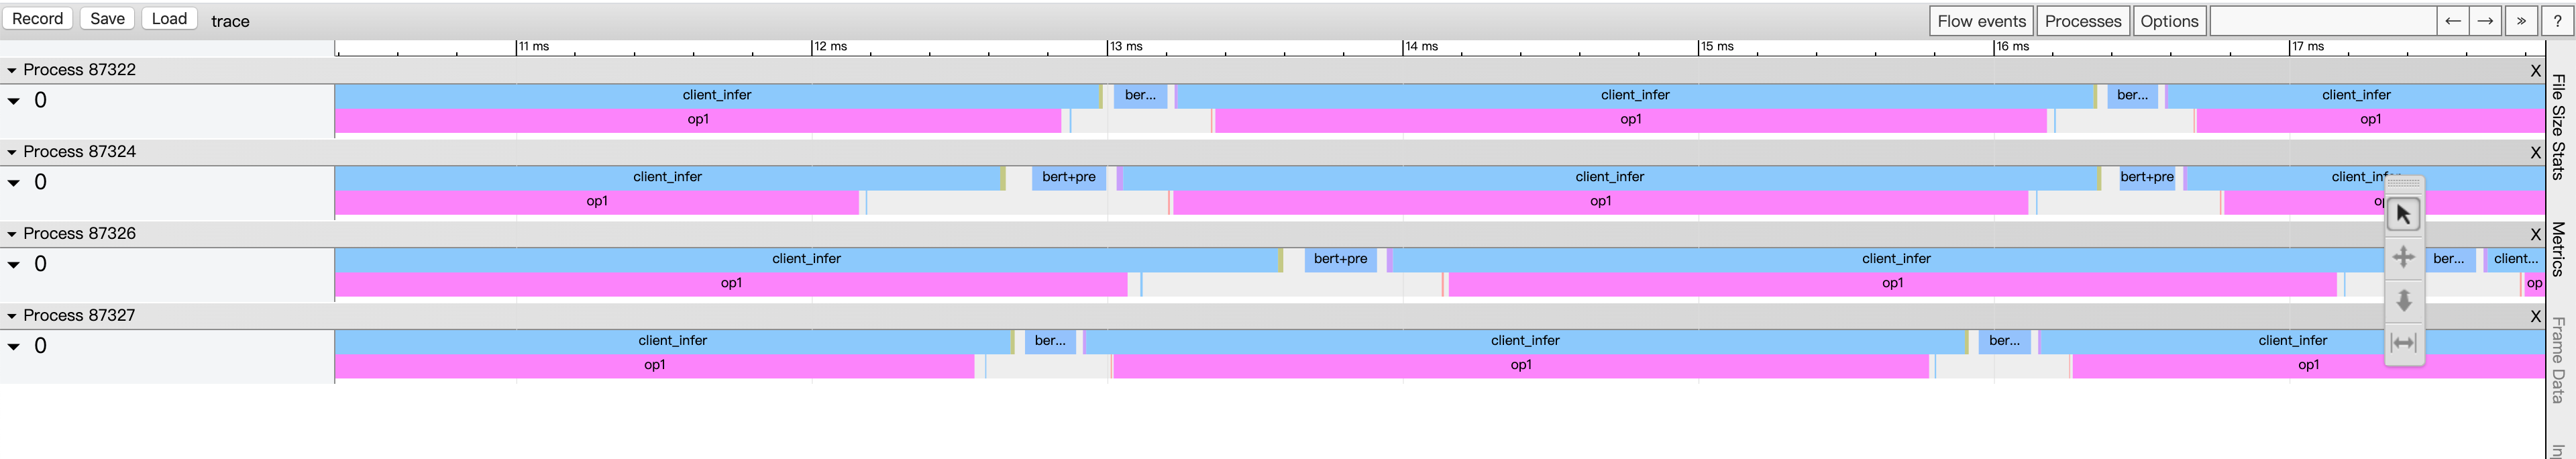 Record Save Load trace Flow events Processes Options ← → » ?
11 ms 12 ms 13 ms 14 ms 15 ms 16 ms 17 ms
Process 87322 X
0 client_infer ber... client_infer ber... client_infer
op1 op1 op1
Process 87324 X
0 client_infer bert+pre client_infer bert+pre client_infer
op1 op1
Process 87326 X
0 client_infer bert+pre client_infer ber... client...
op1 op1 op
Process 87327 X
0 client_infer ber... client_infer ber... client_infer
op1 op1 op1
File Size Stats
Metrics
Frame Data